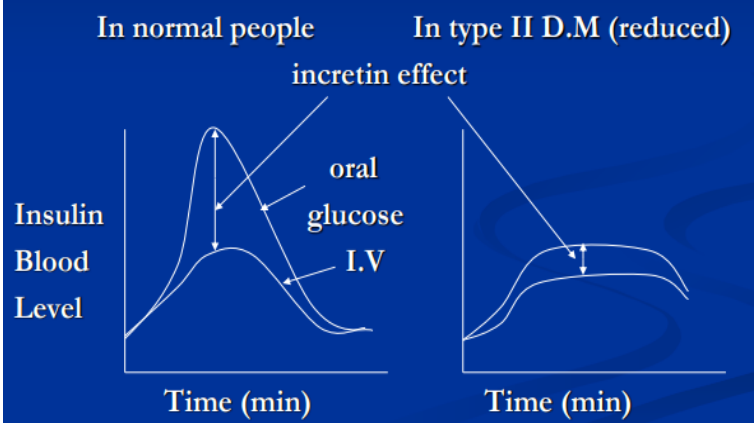 In normal people
In type II D.M (reduced)
incretin effect
oral
glucose
I.V
Insulin
Blood
Level
Time (min)
Time (min)